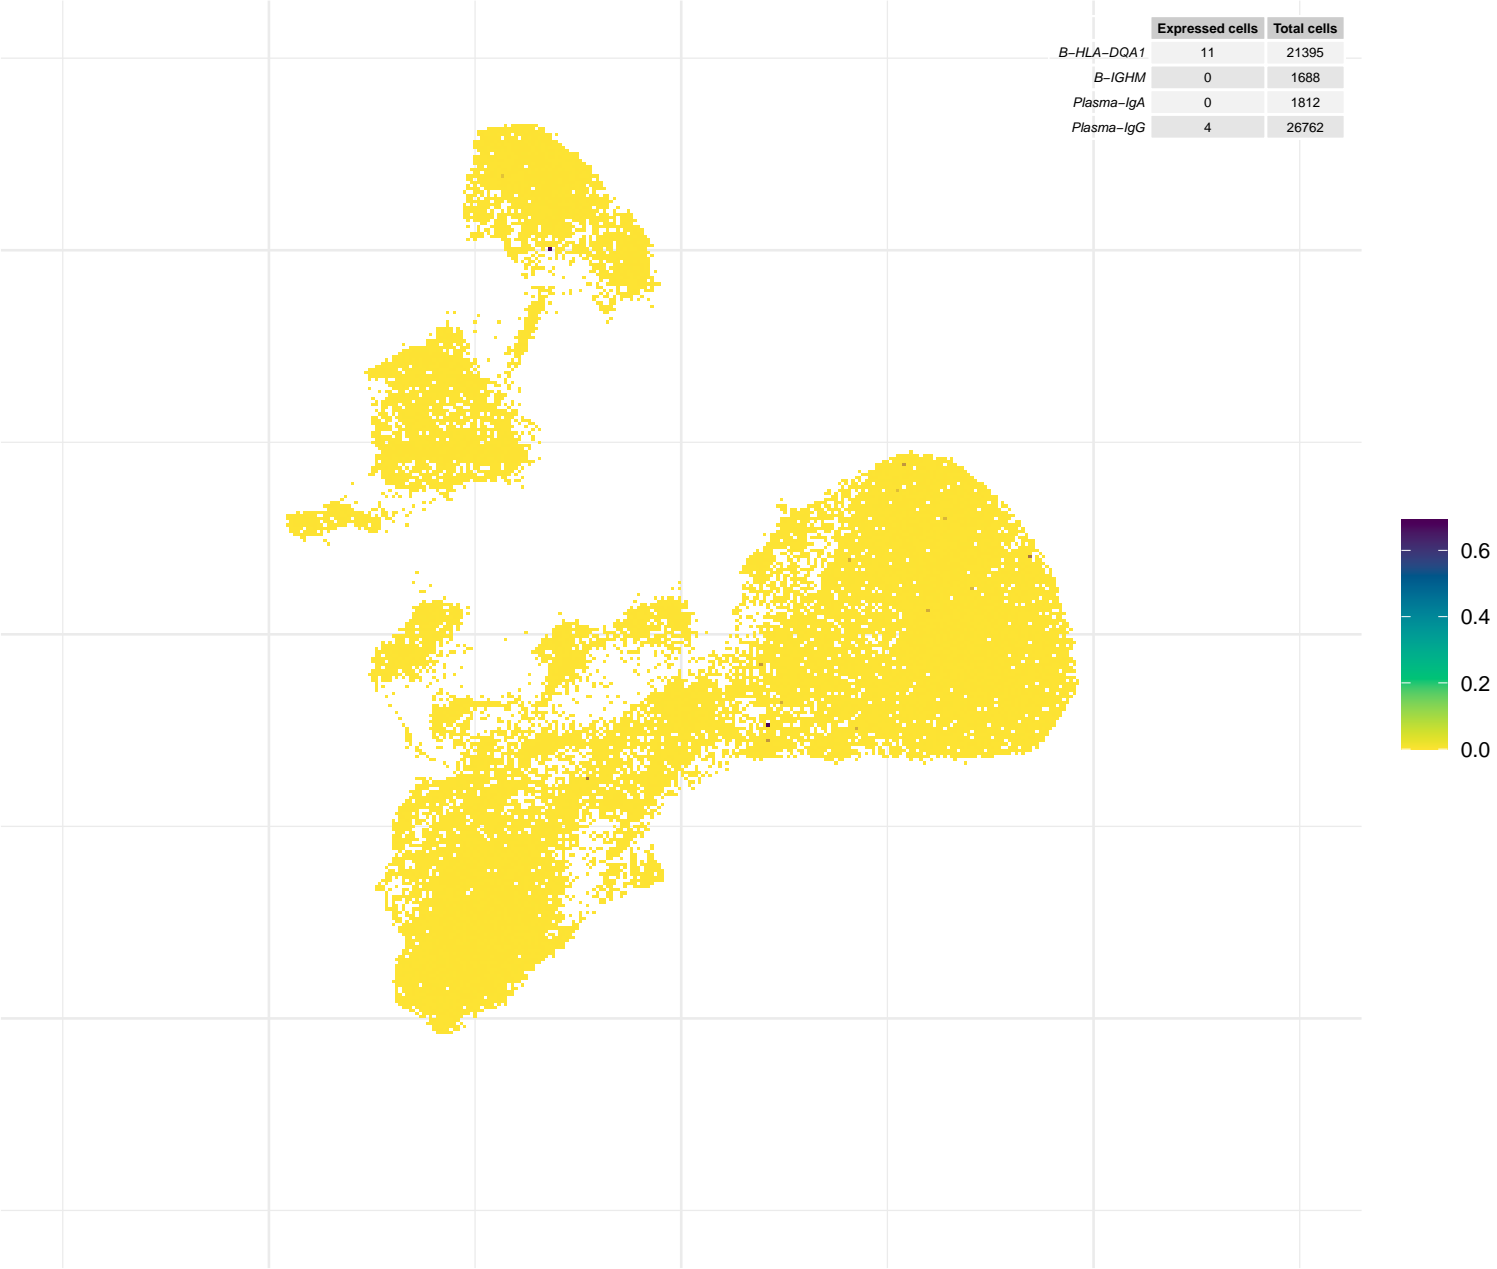 Expressed cells Total cells
B−HLA−DQA1 11 21395
B−IGHM 0 1688
Plasma−IgA 0 1812
Plasma−IgG 4 26762
0.6
0.4
0.2
0.0